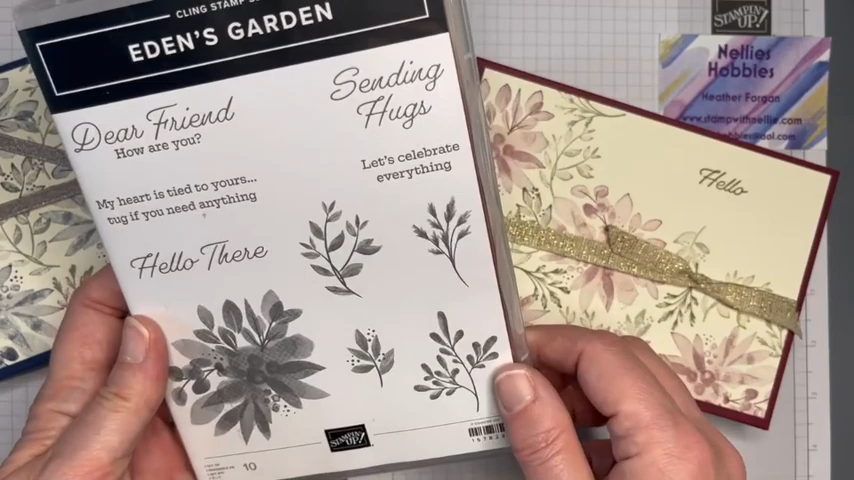 CLING STAMP
EDEN'S GARDEN
Dear Friend
How are you?
Sending
Hugs
Let's celebrate
everything
My heart is tied to yours...
tug if you need anything
Hello There
STAMPIN' UP!
10
STAMPIN' UP!
Nellies
Hobbies
Heather Forgan
www.stampwithnellie.com
Hello